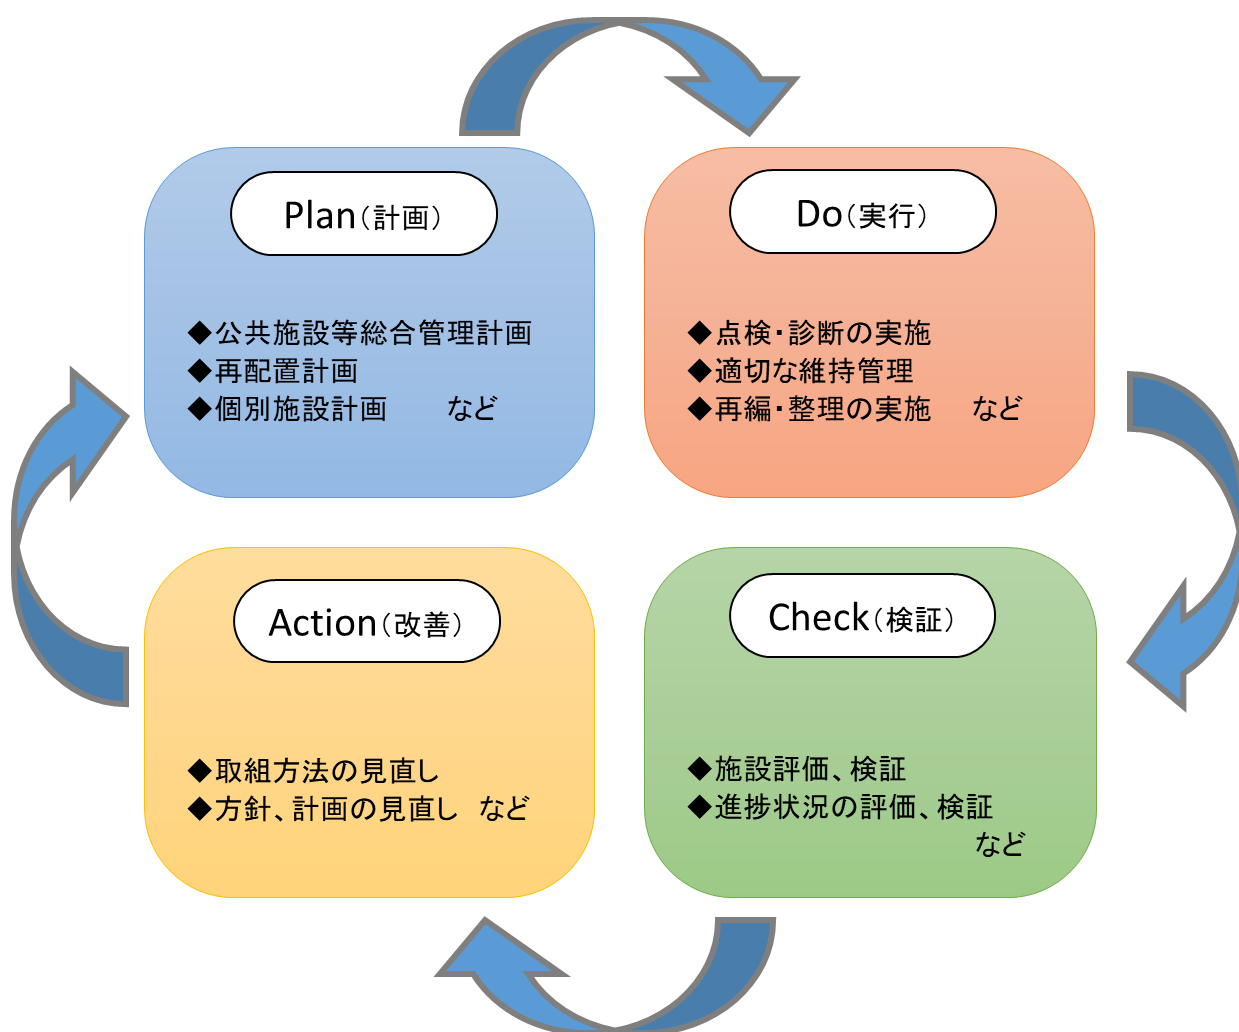 Plan（計画）
◆公共施設等総合管理計画
◆再配置計画
◆個別施設計画　　など
Do（実行）
◆点検・診断の実施
◆適切な維持管理
◆再編・整理の実施　など
Action（改善）
◆取組方法の見直し
◆方針、計画の見直し　など
Check（検証）
◆施設評価、検証
◆進捗状況の評価、検証
など